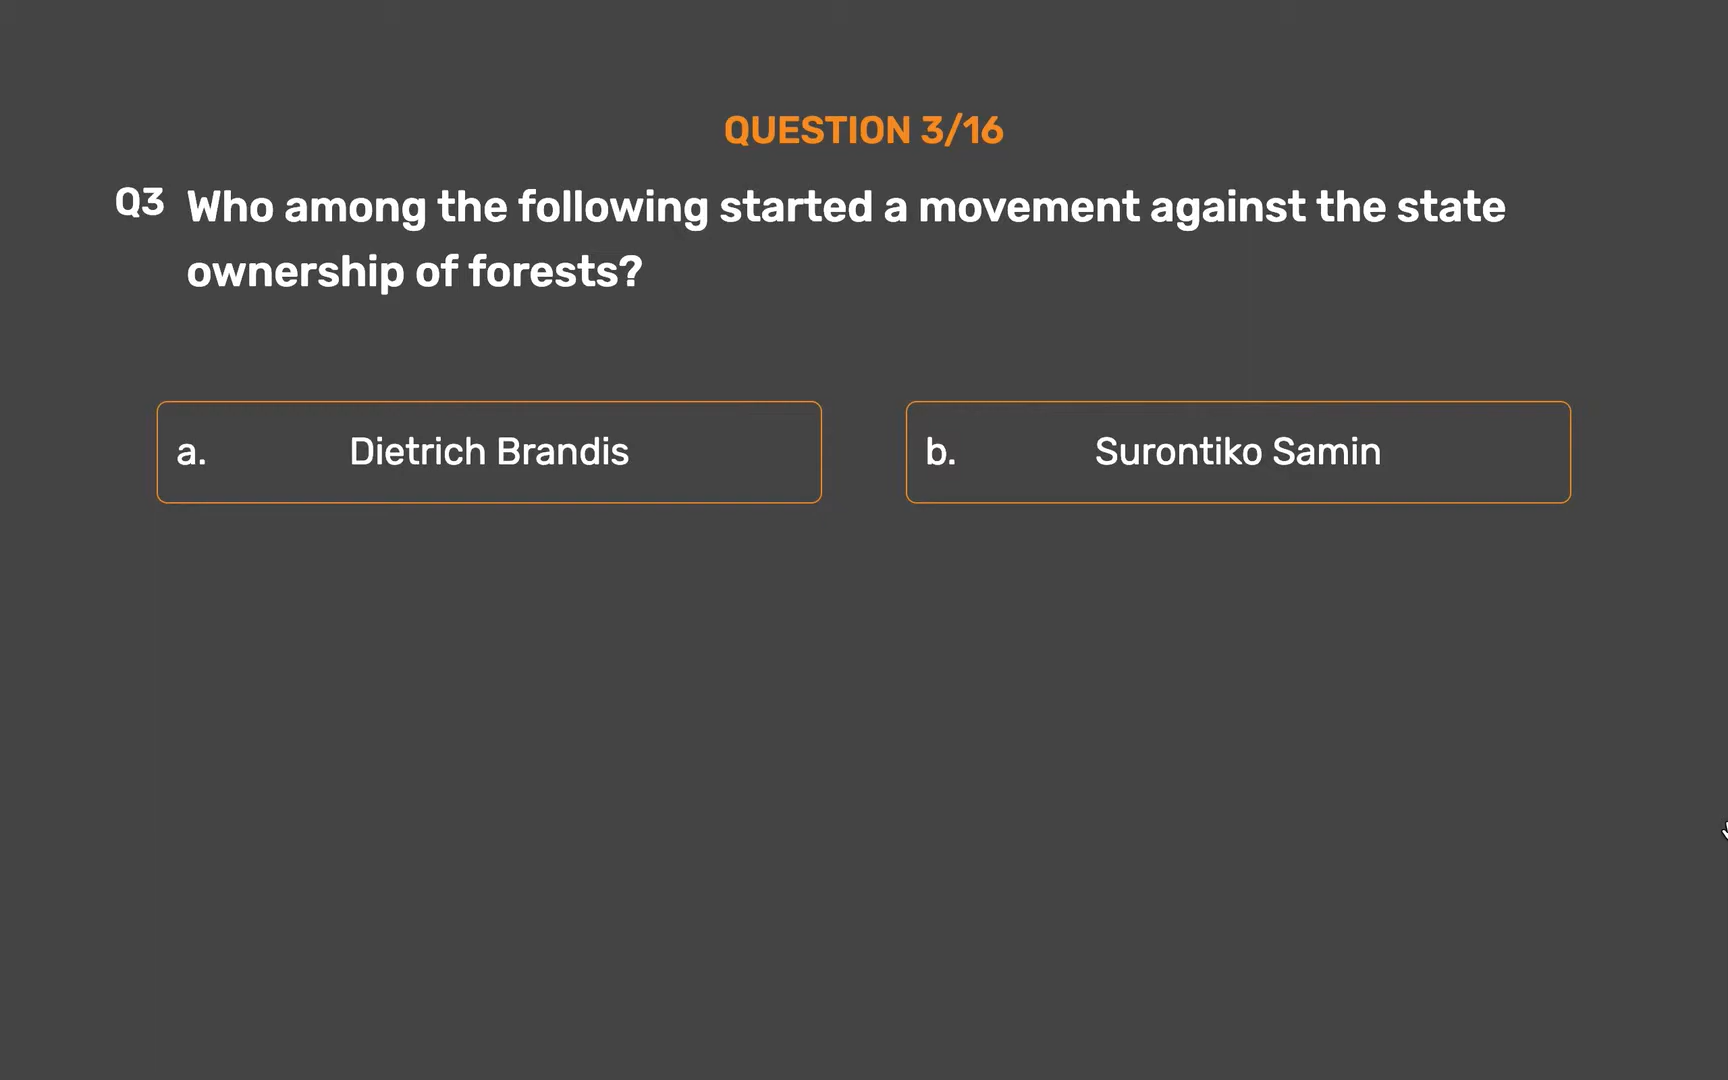 QUESTION 3/16
Q3 Who among the following started a movement against the state
ownership of forests?
a. Dietrich Brandis
b. Surontiko Samin